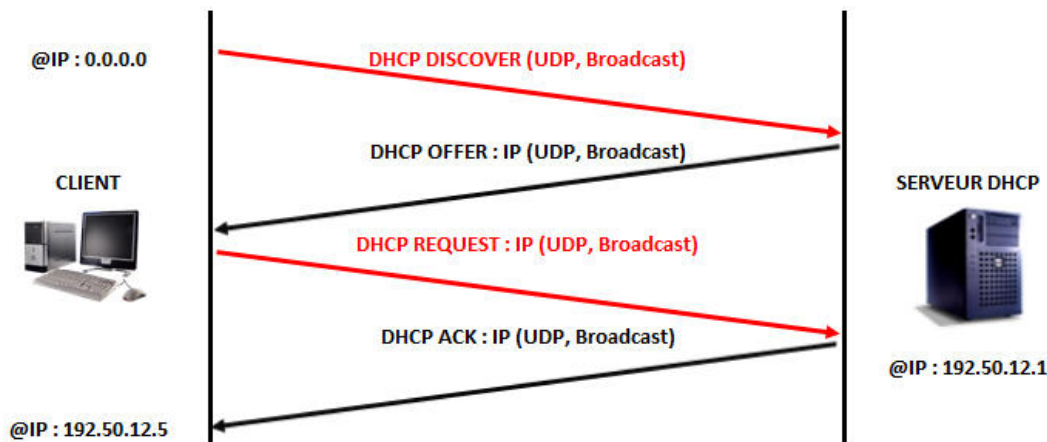 @IP : 0.0.0.0
DHCP DISCOVER (UDP, Broadcast)
DHCP OFFER : IP (UDP, Broadcast)
CLIENT
SERVEUR DHCP
DHCP REQUEST : IP (UDP, Broadcast)
DHCP ACK : IP (UDP, Broadcast)
@IP : 192.50.12.1
@IP : 192.50.12.5